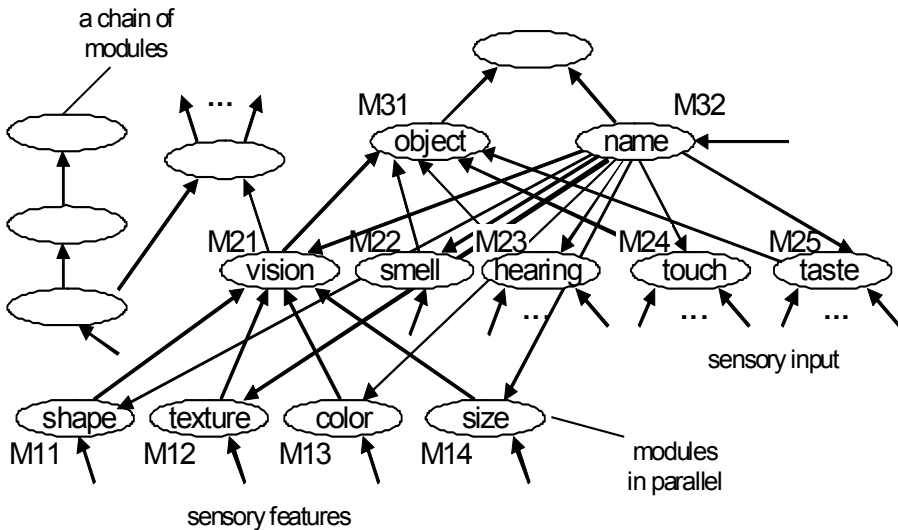 a chain of
modules
...
M31
M32
object
name
M21
M22
M23
M24
M25
vision
smell
hearing
touch
taste
...
...
...
sensory input
shape
texture
color
size
M11
M12
M13
M14
modules
in parallel
sensory features